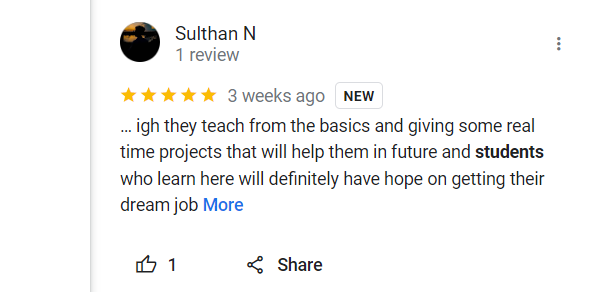 Sulthan N
1 review
3 weeks ago NEW
… igh they teach from the basics and giving some real
time projects that will help them in future and students
who learn here will definitely have hope on getting their
dream job More
1 Share